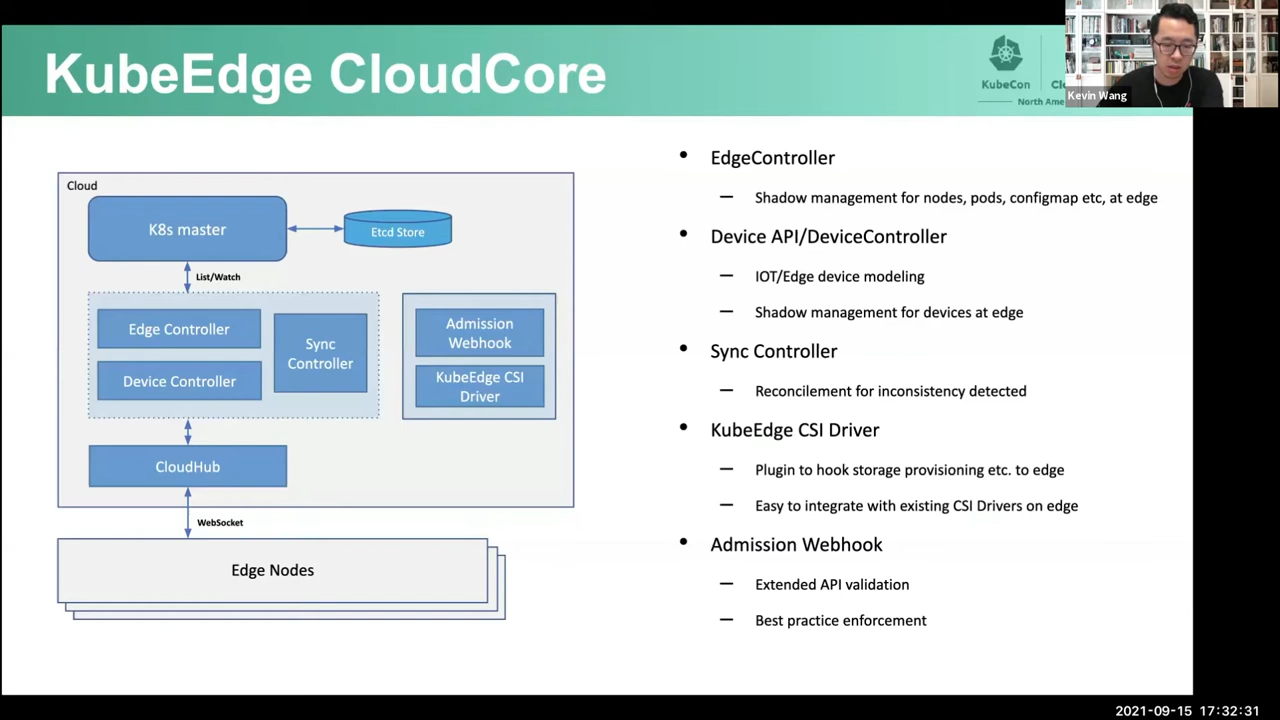 KubeEdge CloudCore
KubeCon
North Ame
Kevin Wang
Cloud
K8s master
Etcd Store
List/Watch
Edge Controller
Device Controller
Sync
Controller
Admission
Webhook
KubeEdge CSI
Driver
CloudHub
WebSocket
Edge Nodes
• EdgeController
— Shadow management for nodes, pods, configmap etc, at edge
• Device API/DeviceController
— IOT/Edge device modeling
— Shadow management for devices at edge
• Sync Controller
— Reconcilement for inconsistency detected
• KubeEdge CSI Driver
— Plugin to hook storage provisioning etc. to edge
— Easy to integrate with existing CSI Drivers on edge
• Admission Webhook
— Extended API validation
— Best practice enforcement
2021-09-15 17:32:31